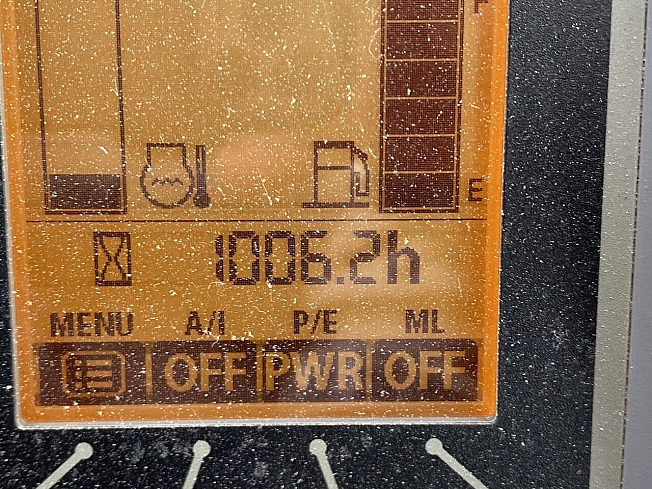 F
E
1006.2h
MENU A/I P/E ML
OFF PWR OFF